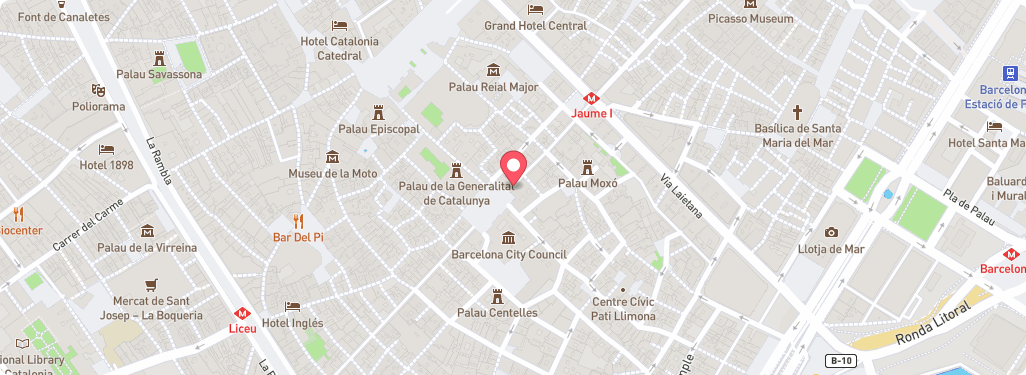 Font de Canaletes
Grand Hotel Central
Picasso Museum
Hotel Catalonia
Catedral
Palau Savassona
Palau Reial Major
Barcelon
Estació de F
Poliorama
Jaume I
Palau Episcopal
Basílica de Santa
Maria del Mar
Hotel Santa Ma
La Rambla
Hotel 1898
Museu de la Moto
Palau de la Generalitat
de Catalunya
Palau Moxó
Baluard
i Mural
Via Laietana
Pla de Palau
Carrer del Carme
Biocenter
Bar Del Pi
Palau de la Virreina
Barcelona City Council
Llotja de Mar
Barcelon
Mercat de Sant
Josep – La Boqueria
Centre Cívic
Pati Llimona
Palau Centelles
Hotel Inglés
Liceu
Ronda Litoral
onal Library
Catalonia
La R
mple
B-10